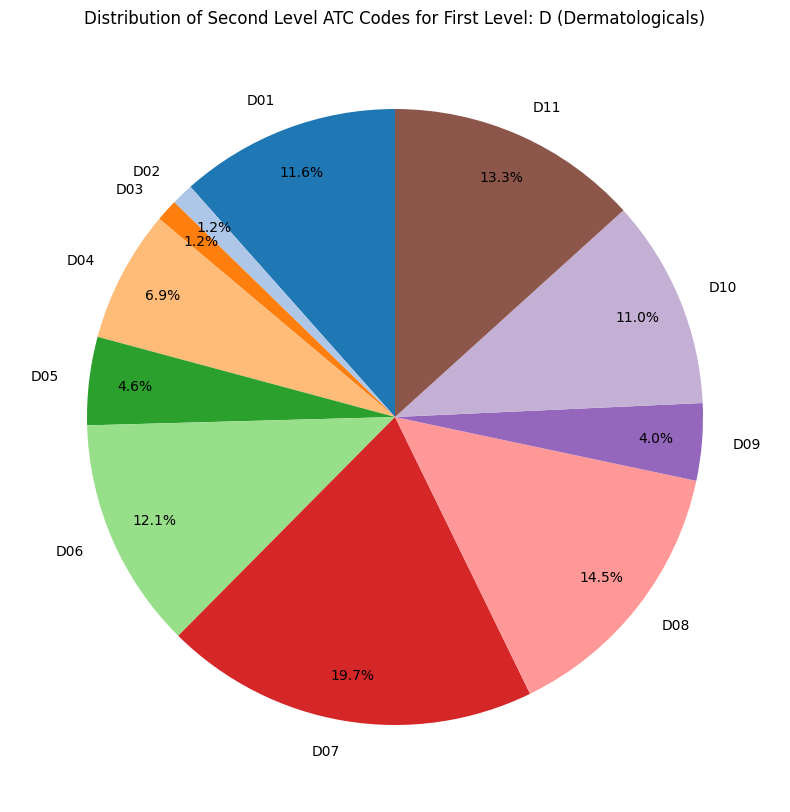 Distribution of Second Level ATC Codes for First Level: D (Dermatologicals)
D01
11.6%
D02
1.2%
D03
1.2%
D04
6.9%
D05
4.6%
D06
12.1%
D07
19.7%
D08
14.5%
D09
4.0%
D10
11.0%
D11
13.3%